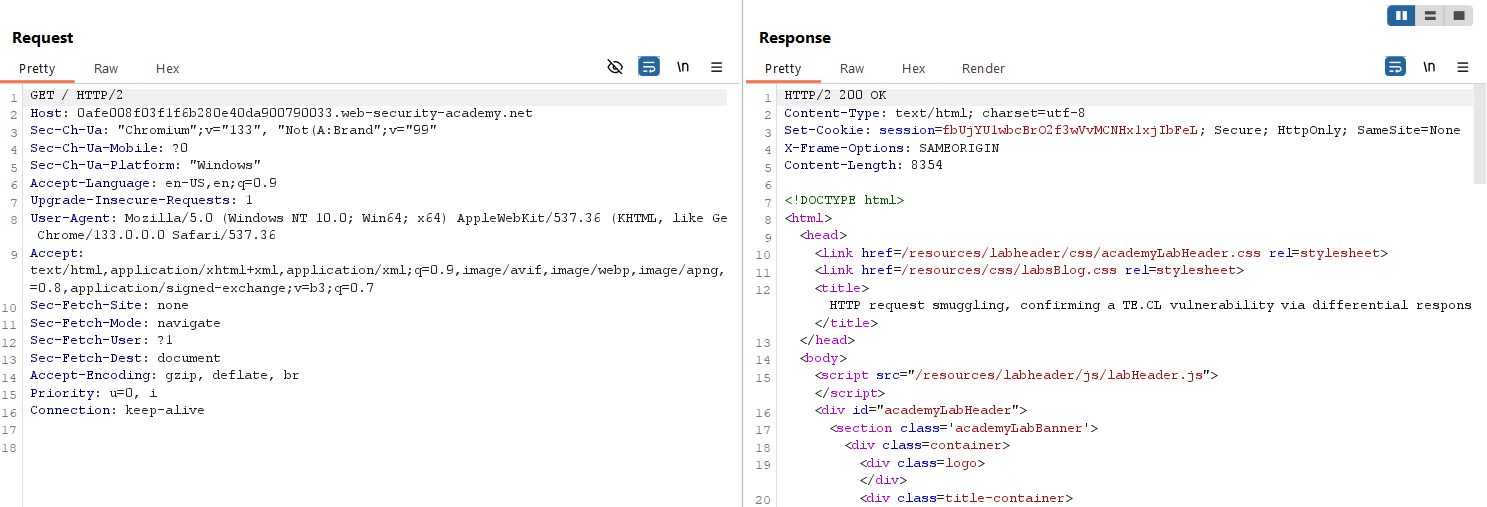 Request
Pretty Raw Hex \n
1 GET / HTTP/2
2 Host: 0afe008f03f1f6b280e40da900790033.web-security-academy.net
3 Sec-Ch-Ua: "Chromium";v="133", "Not(A:Brand";v="99"
4 Sec-Ch-Ua-Mobile: ?0
5 Sec-Ch-Ua-Platform: "Windows"
6 Accept-Language: en-US,en;q=0.9
7 Upgrade-Insecure-Requests: 1
8 User-Agent: Mozilla/5.0 (Windows NT 10.0; Win64; x64) AppleWebKit/537.36 (KHTML, like Ge
Chrome/133.0.0.0 Safari/537.36
9 Accept:
text/html,application/xhtml+xml,application/xml;q=0.9,image/avif,image/webp,image/apng,
=0.8,application/signed-exchange;v=b3;q=0.7
10 Sec-Fetch-Site: none
11 Sec-Fetch-Mode: navigate
12 Sec-Fetch-User: ?1
13 Sec-Fetch-Dest: document
14 Accept-Encoding: gzip, deflate, br
15 Priority: u=0, i
16 Connection: keep-alive
17
18
Response
Pretty Raw Hex Render \n
1 HTTP/2 200 OK
2 Content-Type: text/html; charset=utf-8
3 Set-Cookie: session=fbUjYU1wbcBrO2f3wVvMCNHx1xjIbFeL; Secure; HttpOnly; SameSite=None
4 X-Frame-Options: SAMEORIGIN
5 Content-Length: 8354
6
7 <!DOCTYPE html>
8 <html>
9 <head>
10 <link href=/resources/labheader/css/academyLabHeader.css rel=stylesheet>
11 <link href=/resources/css/labsBlog.css rel=stylesheet>
12 <title>
HTTP request smuggling, confirming a TE.CL vulnerability via differential respons
</title>
13 </head>
14 <body>
15 <script src="/resources/labheader/js/labHeader.js">
</script>
16 <div id="academyLabHeader">
17 <section class='academyLabBanner'>
18 <div class=container>
19 <div class=logo>
</div>
20 <div class=title-container>